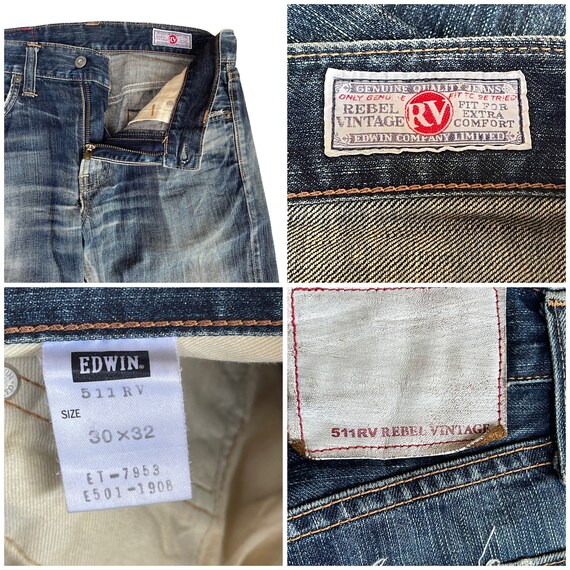 RV
GENUINE QUALITY JEANS
ONLY GENUINE FIT TO BE TRIED
REBEL VINTAGE
RV
FIT FOR EXTRA COMFORT
EDWIN COMPANY LIMITED
EDWIN
511 RV
SIZE
30×32
ET-7953
E501-1908
511RV REBEL VINTAGE